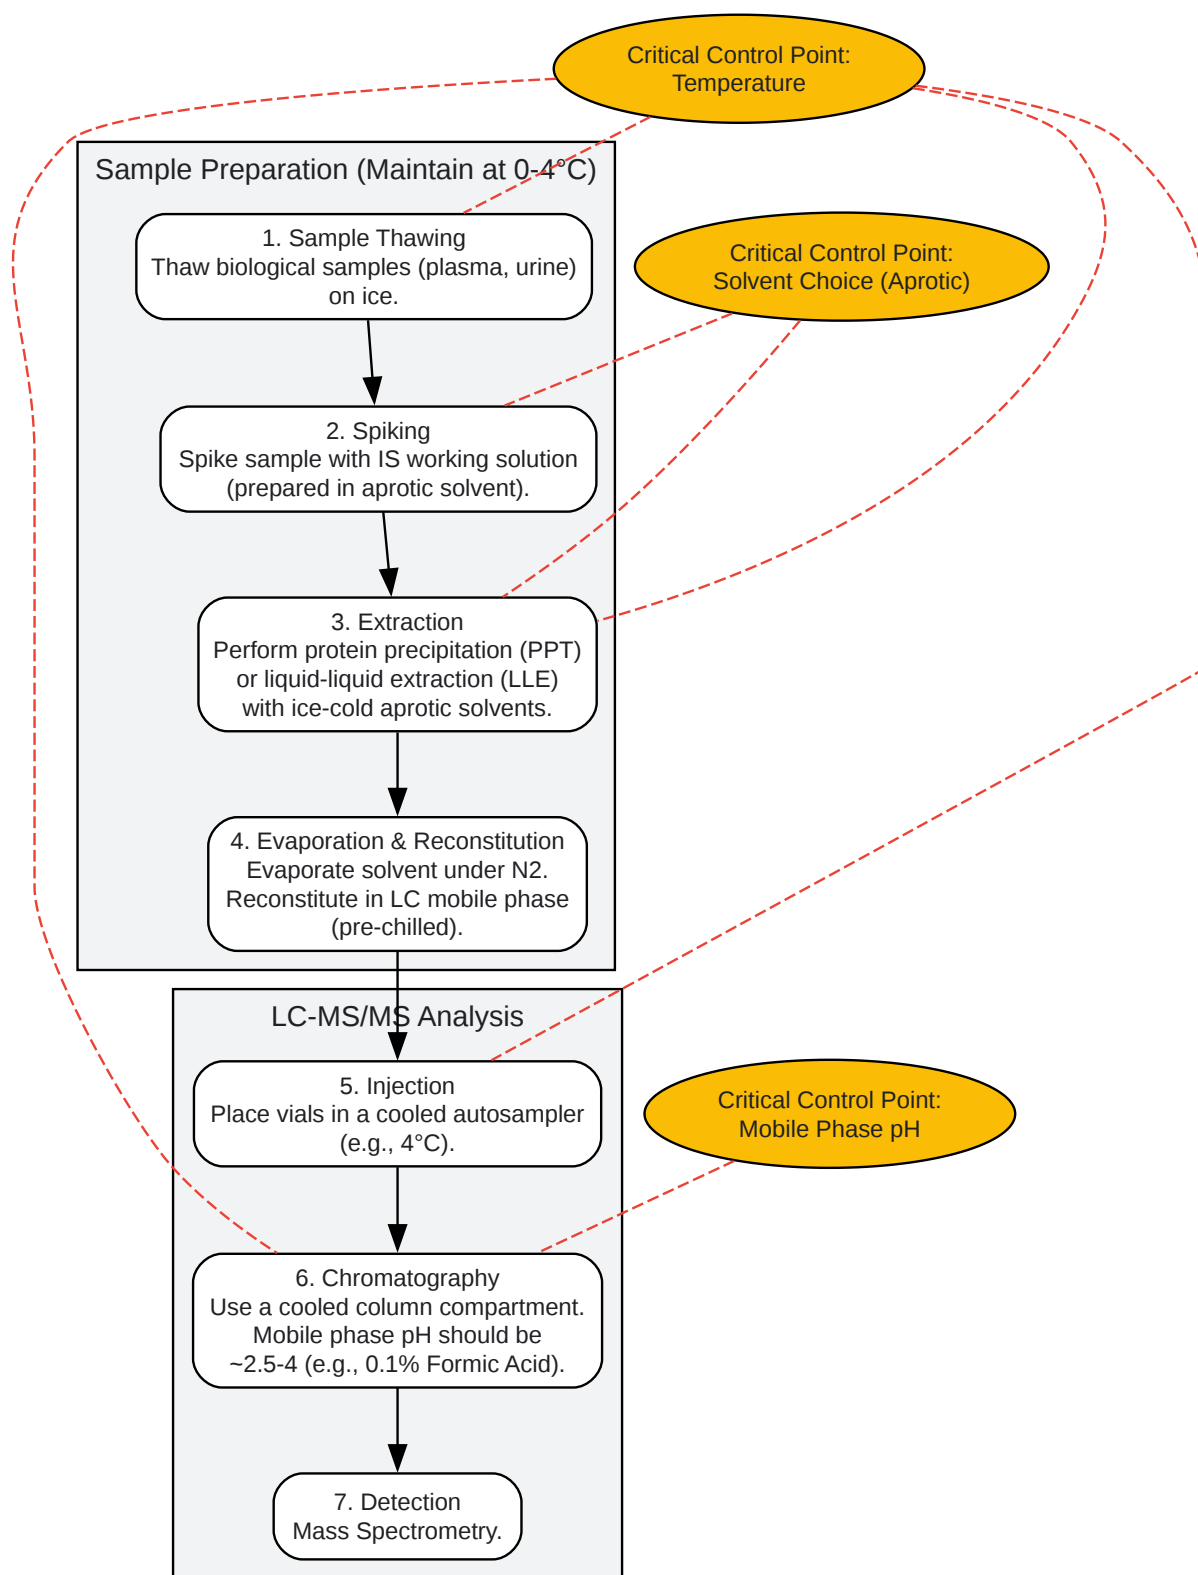 Critical Control Point:
Temperature
Sample Preparation (Maintain at 0-4°C)
1. Sample Thawing
Thaw biological samples (plasma, urine)
on ice.
Critical Control Point:
Solvent Choice (Aprotic)
2. Spiking
Spike sample with IS working solution
(prepared in aprotic solvent).
3. Extraction
Perform protein precipitation (PPT)
or liquid-liquid extraction (LLE)
with ice-cold aprotic solvents.
4. Evaporation & Reconstitution
Evaporate solvent under N2.
Reconstitute in LC mobile phase
(pre-chilled).
LC-MS/MS Analysis
5. Injection
Place vials in a cooled autosampler
(e.g., 4°C).
Critical Control Point:
Mobile Phase pH
6. Chromatography
Use a cooled column compartment.
Mobile phase pH should be
~2.5-4 (e.g., 0.1% Formic Acid).
7. Detection
Mass Spectrometry.